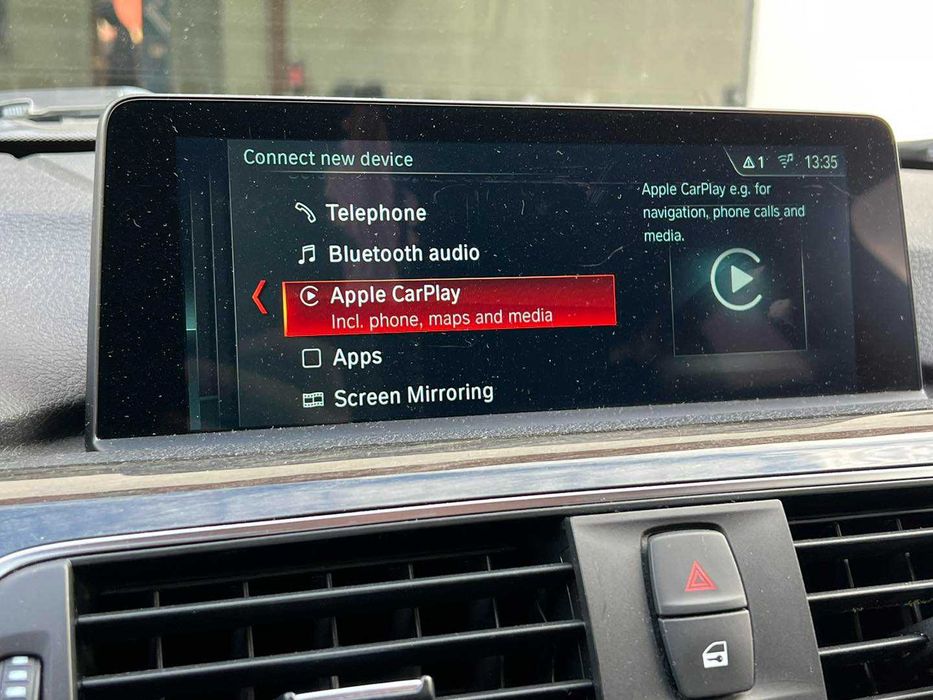 Connect new device
1 13:35
Telephone
Bluetooth audio
Apple CarPlay
Incl. phone, maps and media
Apps
Screen Mirroring
Apple CarPlay e.g. for
navigation, phone calls and
media.